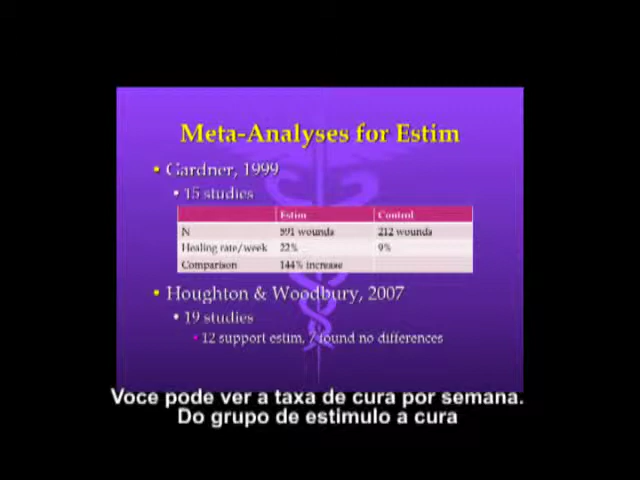 Meta-Analyses for Estim
• Gardner, 1999
• 15 studies
Estim Control
N 591 wounds 212 wounds
Healing rate/week 22% 9%
Comparison 144% increase
• Houghton & Woodbury, 2007
• 19 studies
• 12 support estim, 7 found no differences
Voce pode ver a taxa de cura por semana.
Do grupo de estimulo a cura